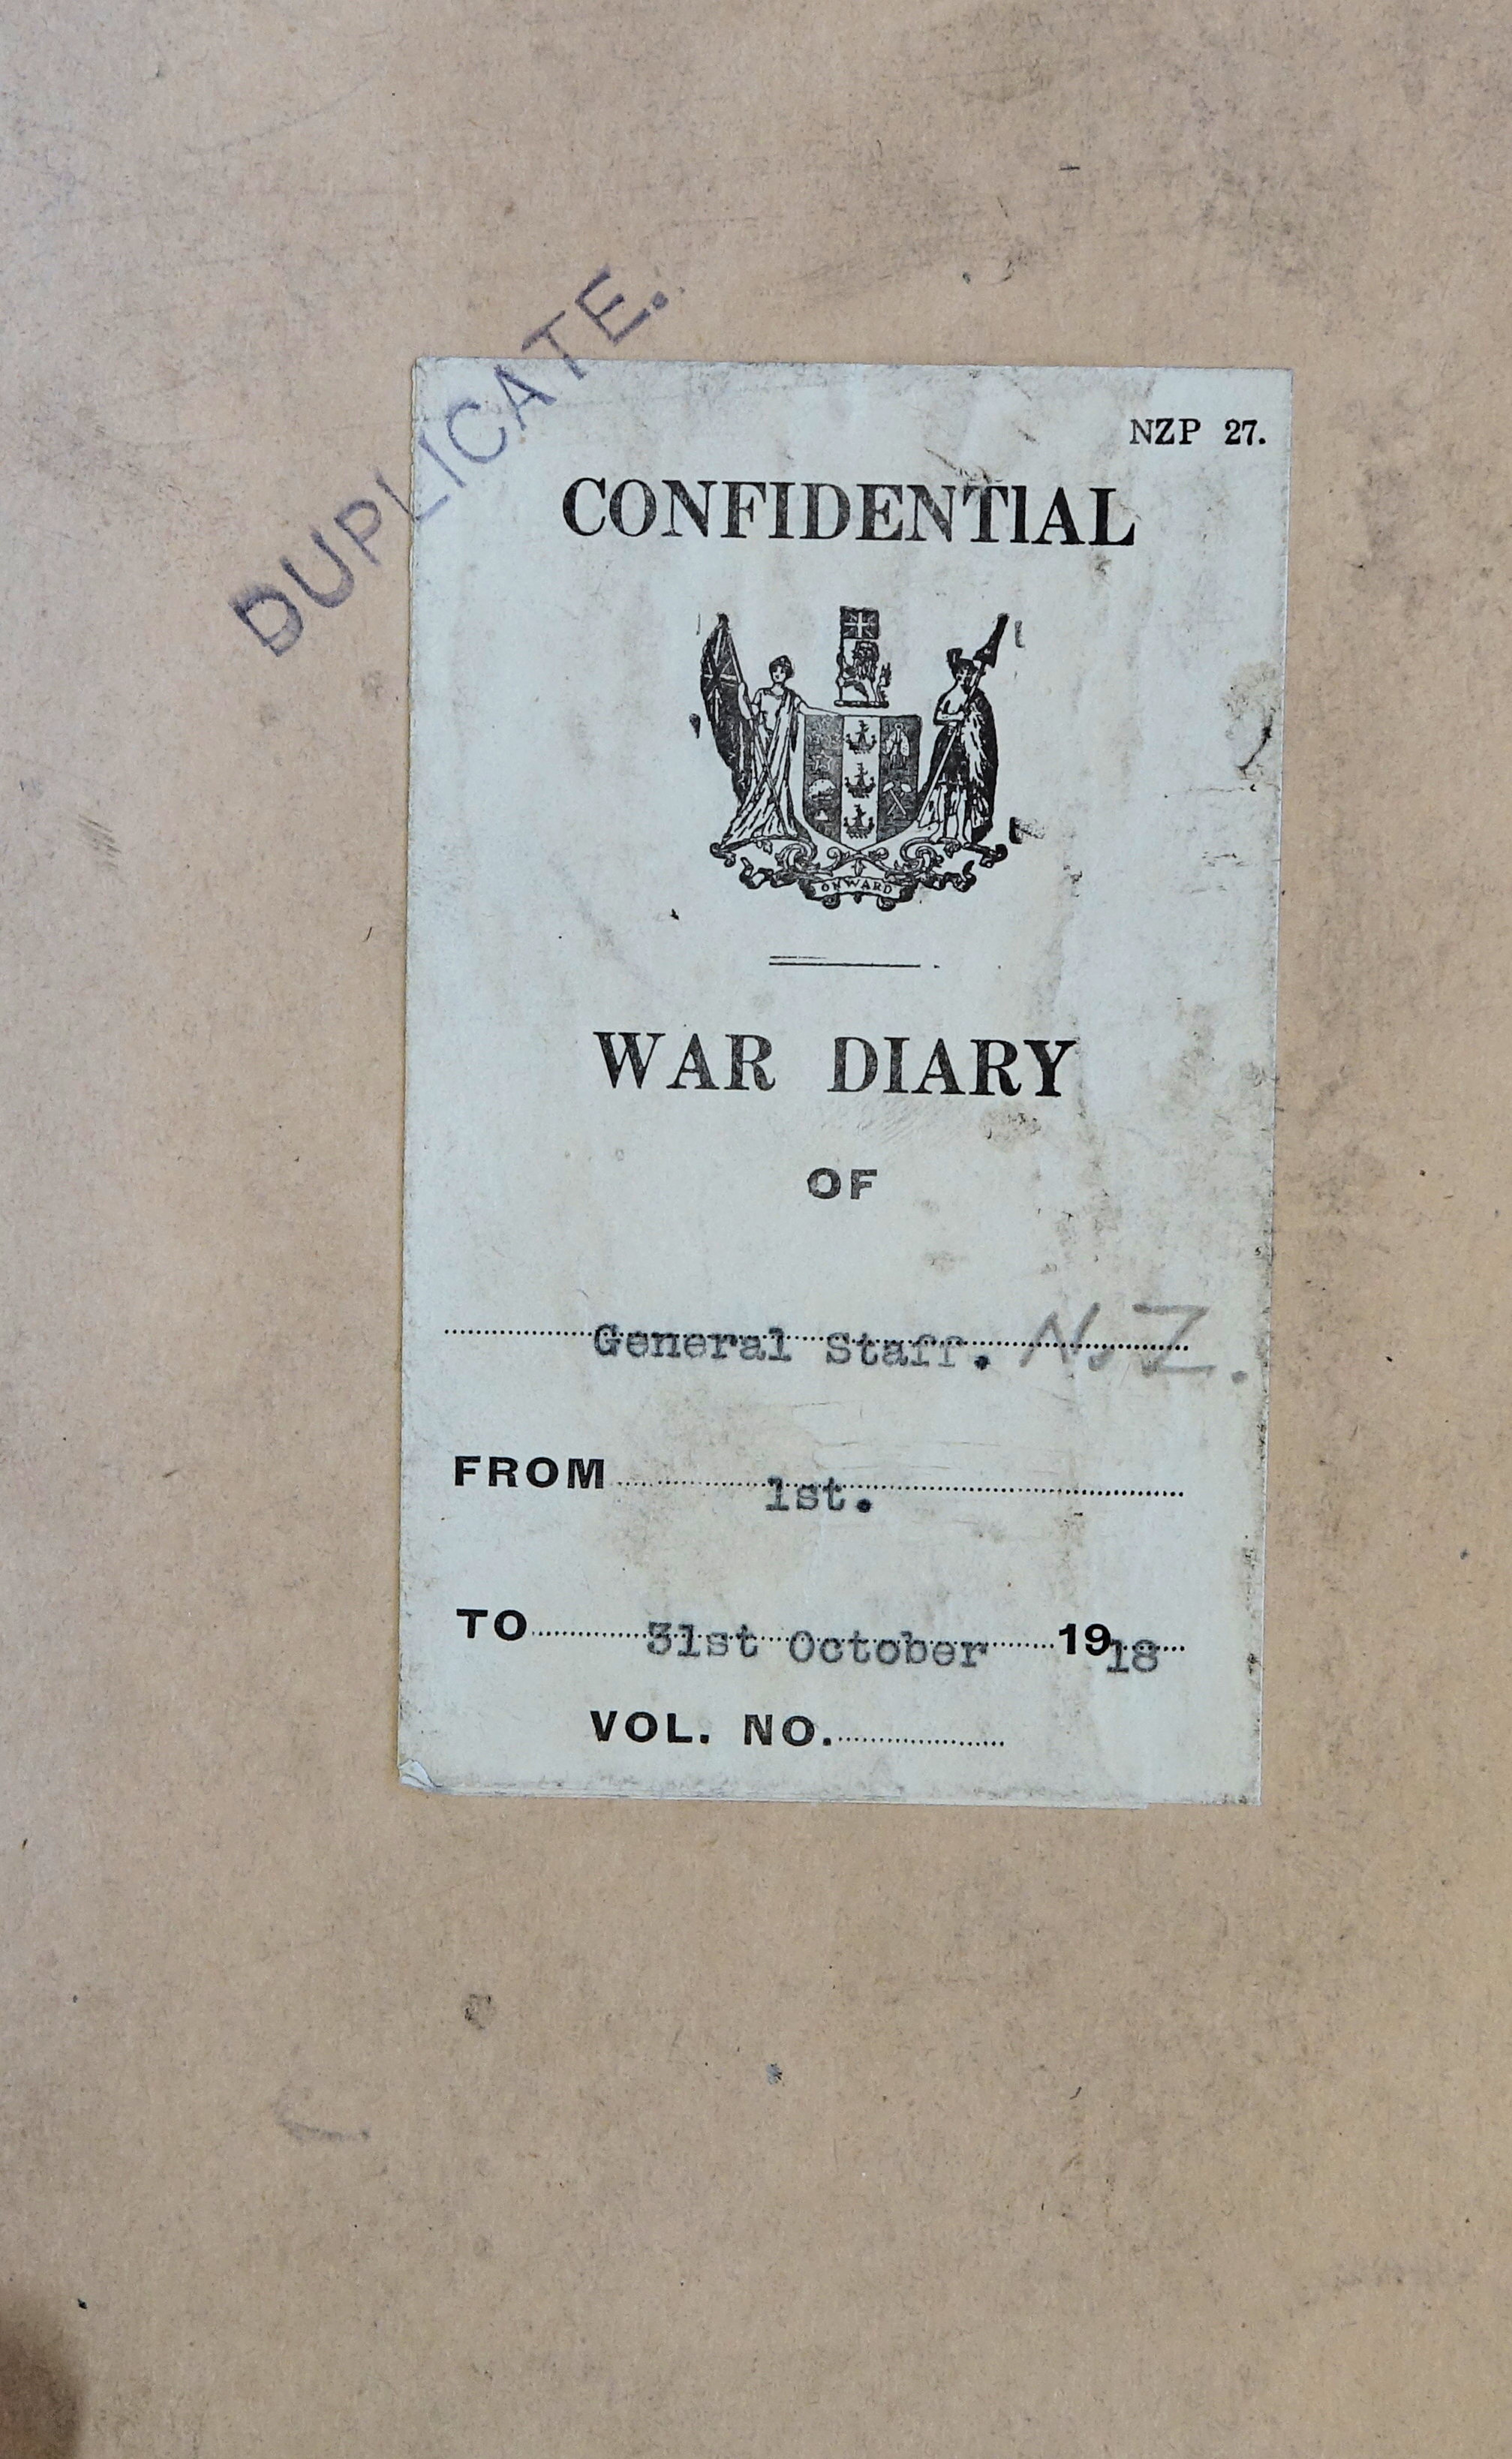 DUPLICATE.
NZP 27.
CONFIDENTIAL
ONWARD
WAR DIARY
OF
General Staff. N.Z.
FROM 1st.
TO 31st October 1918
VOL. NO.